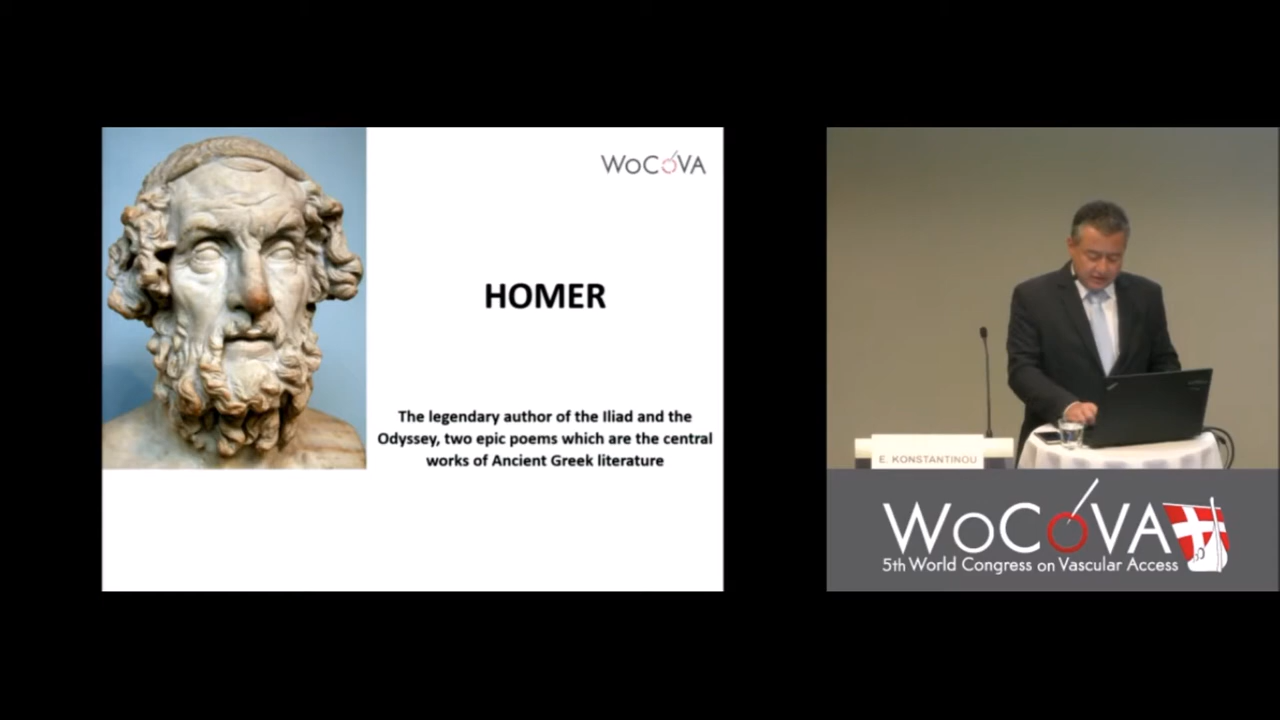 WoCoVA
HOMER
The legendary author of the Iliad and the
Odyssey, two epic poems which are the central
works of Ancient Greek literature
E. KONSTANTINOU
WoCoVA
5th World Congress on Vascular Access